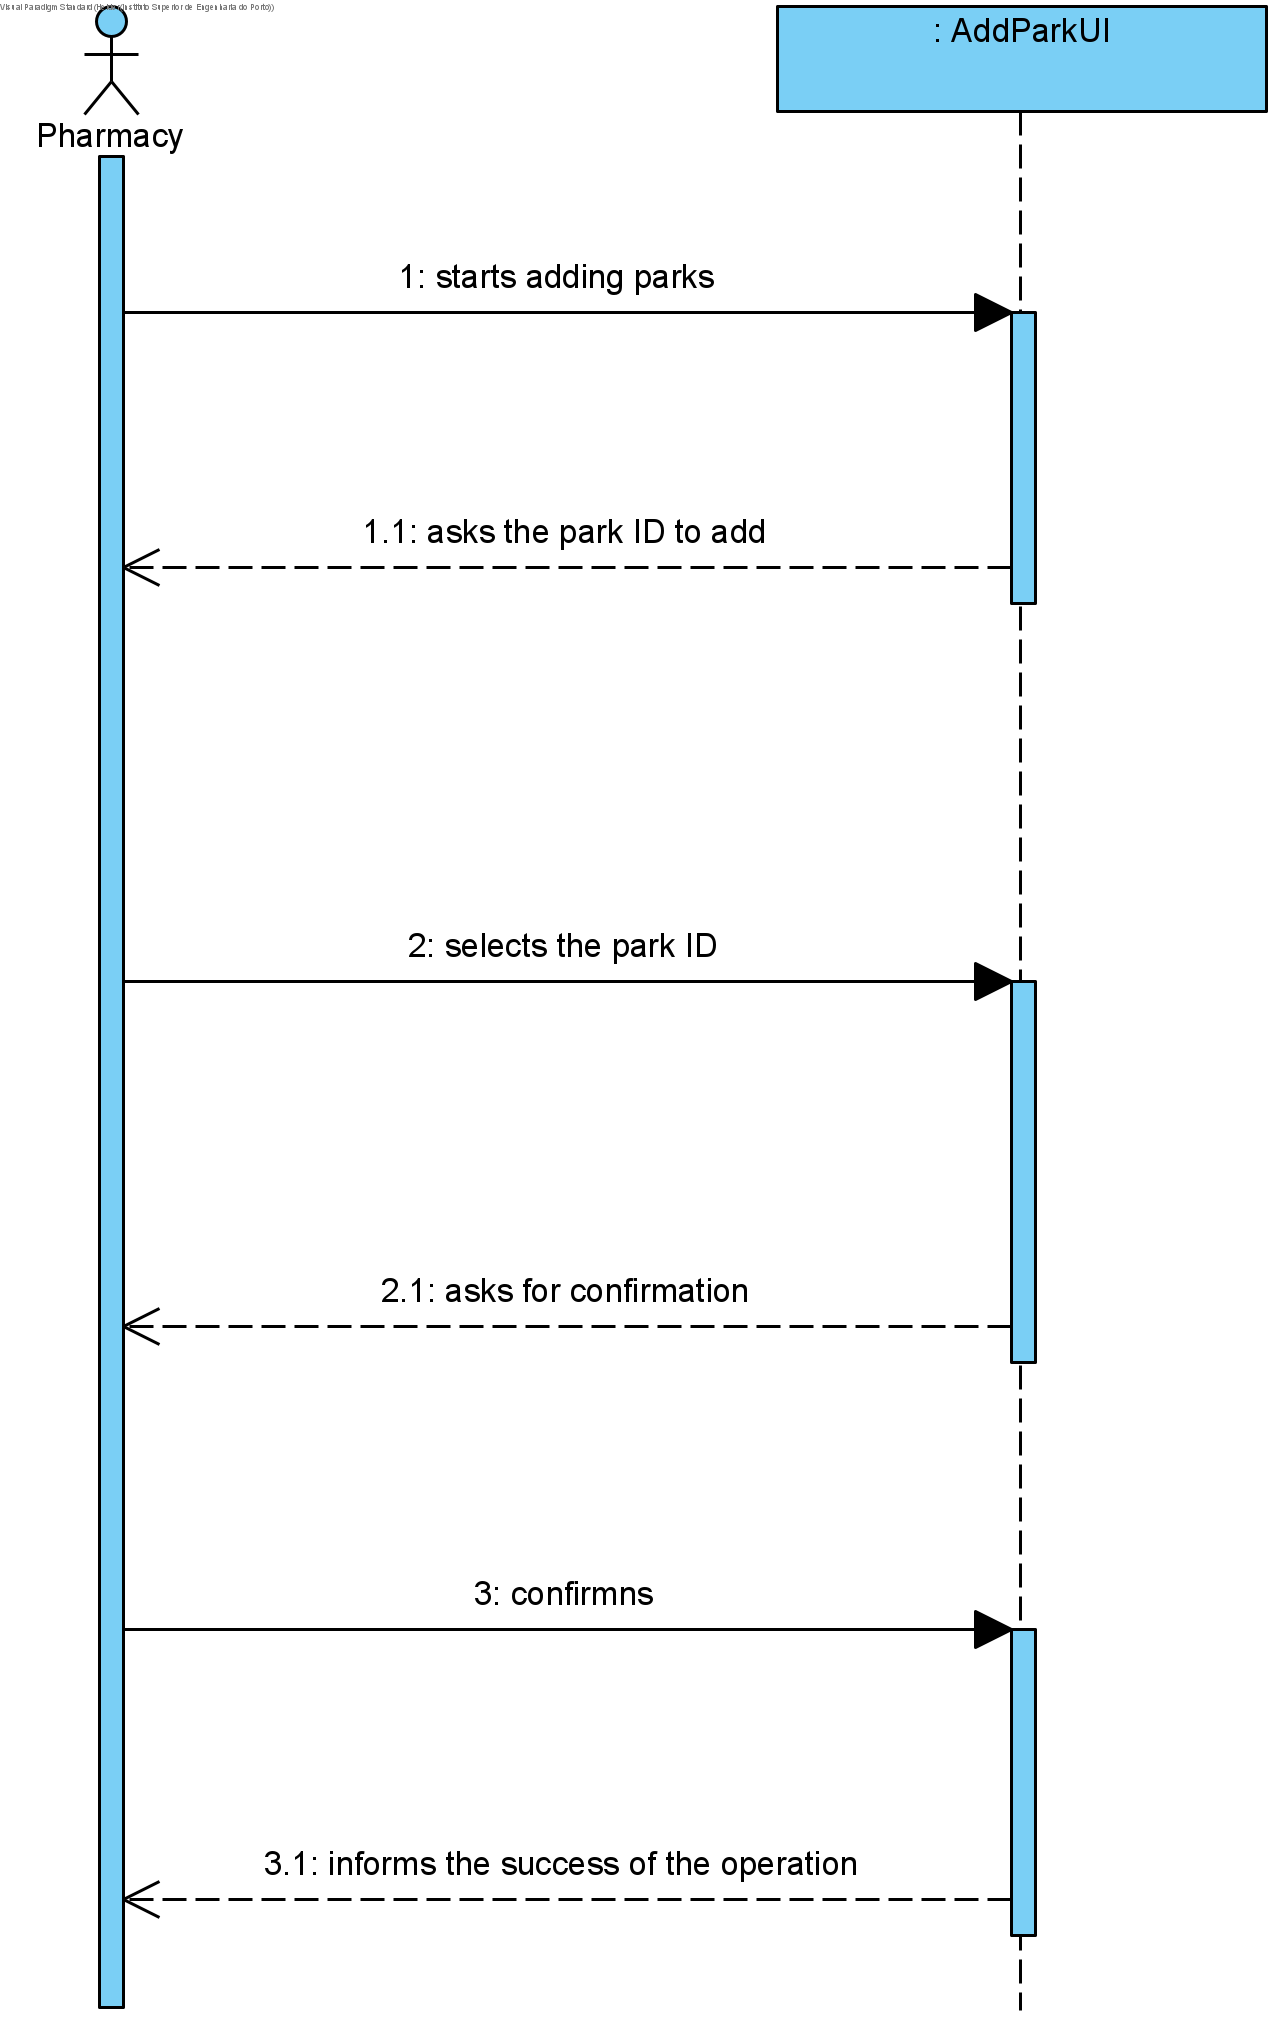 Visual Paradigm Standard (Instituto Superior de Engenharia do Porto))
: AddParkUI
Pharmacy
1: starts adding parks
1.1: asks the park ID to add
2: selects the park ID
2.1: asks for confirmation
3: confirmns
3.1: informs the success of the operation